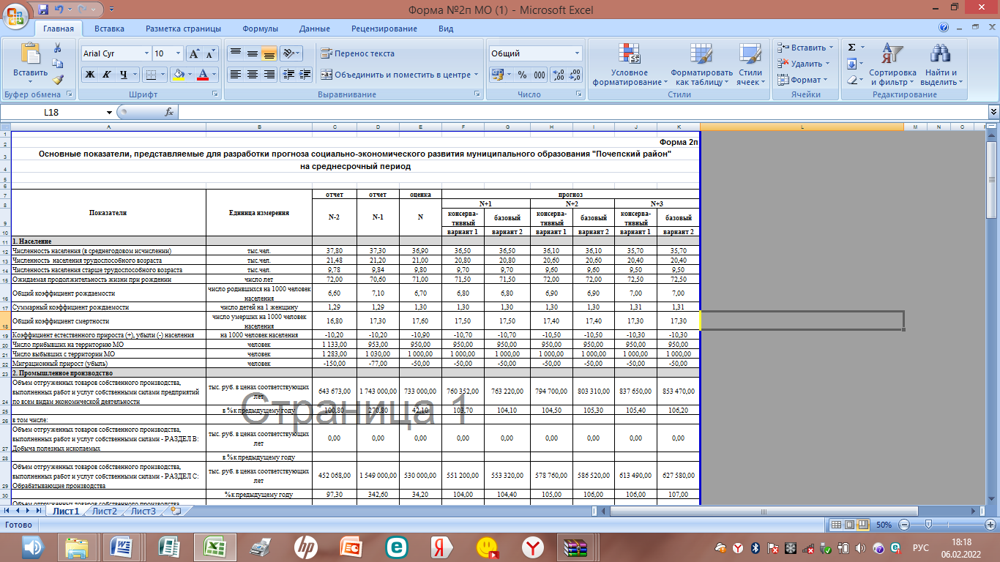 Форма №2п МО (1) - Microsoft Excel
Главная Вставка Разметка страницы Формулы Данные Рецензирование Вид
Вставить
Буфер обмена
Arial Cyr 10
Ж К Ч
Шрифт
Перенос текста
Объединить и поместить в центре
Выравнивание
Общий
% 000
Число
Условное форматирование
Форматировать как таблицу
Стили ячеек
Стили
Вставить
Удалить
Формат
Ячейки
Сортировка и фильтр
Найти и выделить
Редактирование
L18 fx
A B C D E F G H I J K L M N O
Форма 2п
Основные показатели, представляемые для разработки прогноза социально-экономического развития муниципального образования "Почепский район"
на среднесрочный период
Показатели Единица измерения отчет отчет оценка прогноз
N-2 N-1 N N+1 N+2 N+3
консерва-тивный базовый консерва-тивный базовый консерва-тивный базовый
вариант 1 вариант 2 вариант 1 вариант 2 вариант 1 вариант 2
1. Население
Численность населения (в среднегодовом исчислении) тыс.чел. 37,80 37,30 36,90 36,50 36,50 36,10 36,10 35,70 35,70
Численность населения трудоспособного возраста тыс.чел. 21,48 21,20 21,00 20,80 20,80 20,60 20,60 20,40 20,40
Численность населения старше трудоспособного возраста тыс.чел. 9,78 9,84 9,80 9,70 9,70 9,60 9,60 9,50 9,50
Ожидаемая продолжительность жизни при рождении число лет 72,00 70,60 71,00 71,50 71,50 72,00 72,00 72,50 72,50
Общий коэффициент рождаемости число родившихся на 1000 человек населения 6,60 7,10 6,70 6,80 6,80 6,90 6,90 7,00 7,00
Суммарный коэффициент рождаемости число детей на 1 женщину 1,29 1,29 1,30 1,30 1,30 1,30 1,30 1,31 1,31
Общий коэффициент смертности число умерших на 1000 человек населения 16,80 17,30 17,60 17,50 17,50 17,40 17,40 17,30 17,30
Коэффициент естественного прироста (+), убыли (-) населения на 1000 человек населения -10,20 -10,20 -10,90 -10,70 -10,70 -10,50 -10,50 -10,30 -10,30
Число прибывших на территорию МО человек 1 133,00 953,00 950,00 950,00 950,00 950,00 950,00 950,00 950,00
Число выбывших с территории МО человек 1 283,00 1 030,00 1 000,00 1 000,00 1 000,00 1 000,00 1 000,00 1 000,00 1 000,00
Миграционный прирост (убыль) человек -150,00 -77,00 -50,00 -50,00 -50,00 -50,00 -50,00 -50,00 -50,00
2. Промышленное производство
Объем отгруженных товаров собственного производства, выполненных работ и услуг собственными силами предприятий по всем видам экономической деятельности тыс. руб. в ценах соответствующих лет 643 673,00 1 743 000,00 733 000,00 760 352,00 763 220,00 794 700,00 803 310,00 837 650,00 853 470,00
в % к предыдущему году 100,80 270,80 42,10 103,70 104,10 104,50 105,30 105,40 106,20
Страница 1
в том числе:
Объем отгруженных товаров собственного производства, выполненных работ и услуг собственными силами - РАЗДЕЛ B: Добыча полезных ископаемых тыс. руб. в ценах соответствующих лет 0,00 0,00 0,00 0,00 0,00 0,00 0,00 0,00 0,00
в % к предыдущему году
Объем отгруженных товаров собственного производства, выполненных работ и услуг собственными силами - РАЗДЕЛ C: Обрабатывающие производства тыс. руб. в ценах соответствующих лет 452 068,00 1 549 000,00 530 000,00 551 200,00 553 320,00 578 760,00 586 520,00 613 490,00 627 580,00
% к предыдущему году 97,30 342,60 34,20 104,00 104,40 105,00 106,00 106,00 107,00
Лист1 Лист2 Лист3
Готово 50%
РУС 18:18
06.02.2022